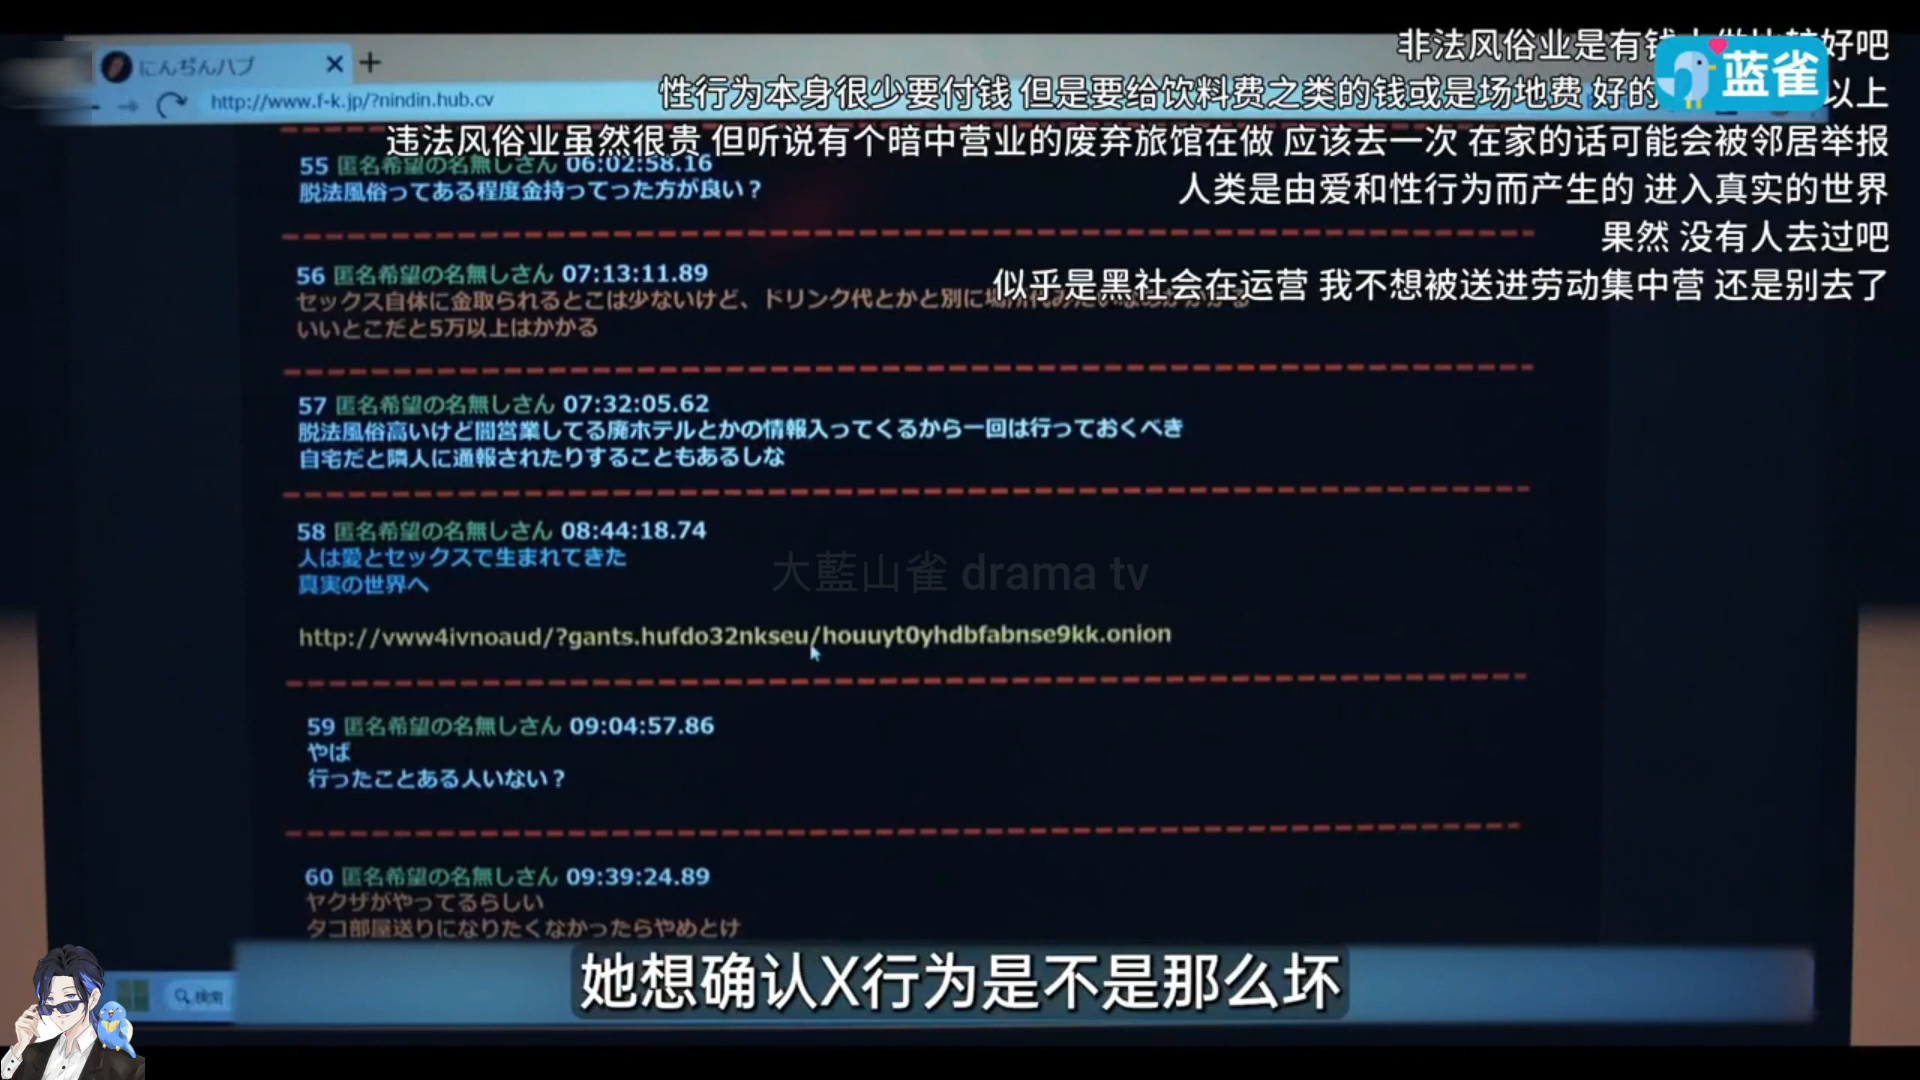 にんぢんハブ
http://www.f-k.jp/?nindin.hub.cv
非法风俗业是有
好吧
蓝雀
性行为本身很少要付钱 但是要给饮料费之类的钱或是场地费 好的
以上
违法风俗业虽然很贵 但听说有个暗中营业的废弃旅馆在做 应该去一次 在家的话可能会被邻居举报
人类是由爱和性行为而产生的 进入真实的世界
果然 没有人去过吧
似乎是黑社会在运营 我不想被送进劳动集中营 还是别去了
55 匿名希望の名無しさん 06:02:58.16
脱法風俗ってある程度金持ってった方が良い？
56 匿名希望の名無しさん 07:13:11.89
セックス自体に金取られるとこは少ないけど、ドリンク代とかと別に
いいとこだと5万以上はかかる
57 匿名希望の名無しさん 07:32:05.62
脱法風俗高いけど闇営業してる廃ホテルとかの情報入ってくるから一回は行っておくべき
自宅だと隣人に通報されたりすることもあるしな
58 匿名希望の名無しさん 08:44:18.74
人は愛とセックスで生まれてきた
真実の世界へ
大藍山雀 drama tv
http://vww4ivnoaud/?gants.hufdo32nkseu/houuyt0yhdbfabnse9kk.onion
59 匿名希望の名無しさん 09:04:57.86
やば
行ったことある人いない？
60 匿名希望の名無しさん 09:39:24.89
ヤクザがやってるらしい
タコ部屋送りになりたくなかったらやめとけ
検索
她想确认X行为是不是那么坏